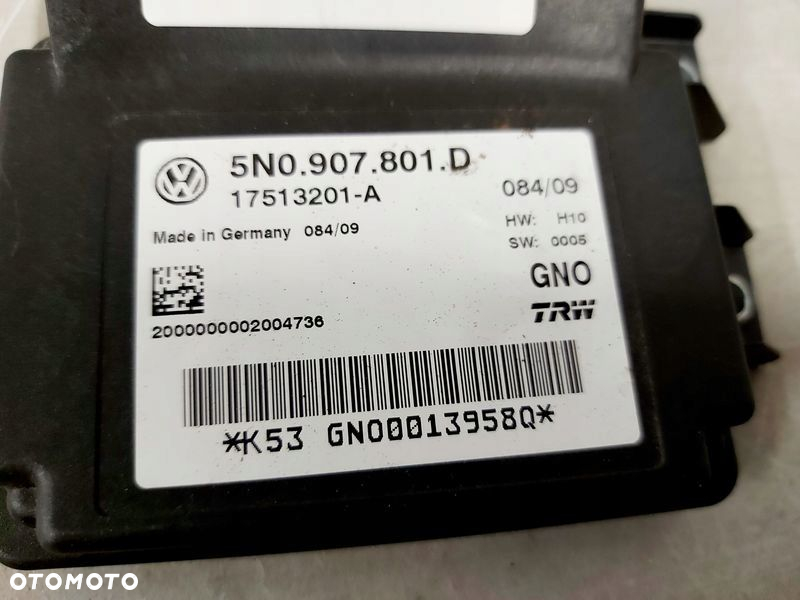 5N0.907.801.D
17513201-A
084/09
Made in Germany 084/09
HW: H10
SW: 0005
GNO
TRW
2000000002004736
*K53 GNO0013958Q*
OTOMOTO